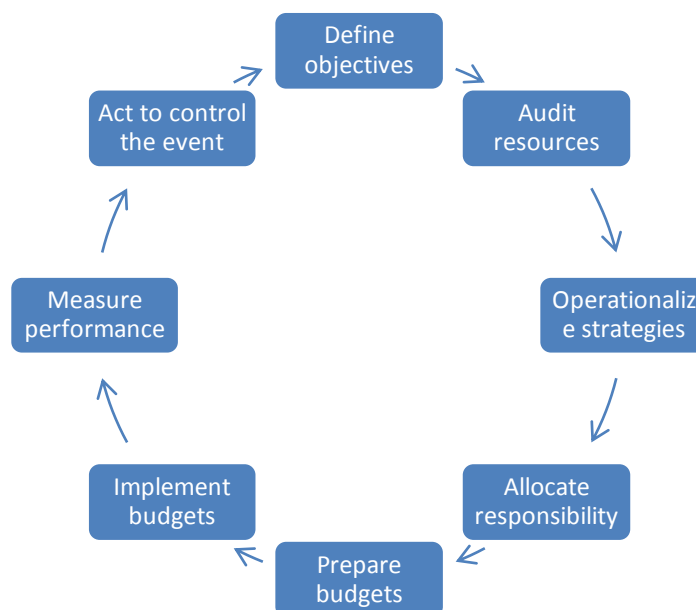 Define
objectives
Audit
resources
Operationaliz
e strategies
Allocate
responsibility
Prepare
budgets
Implement
budgets
Measure
performance
Act to control
the event